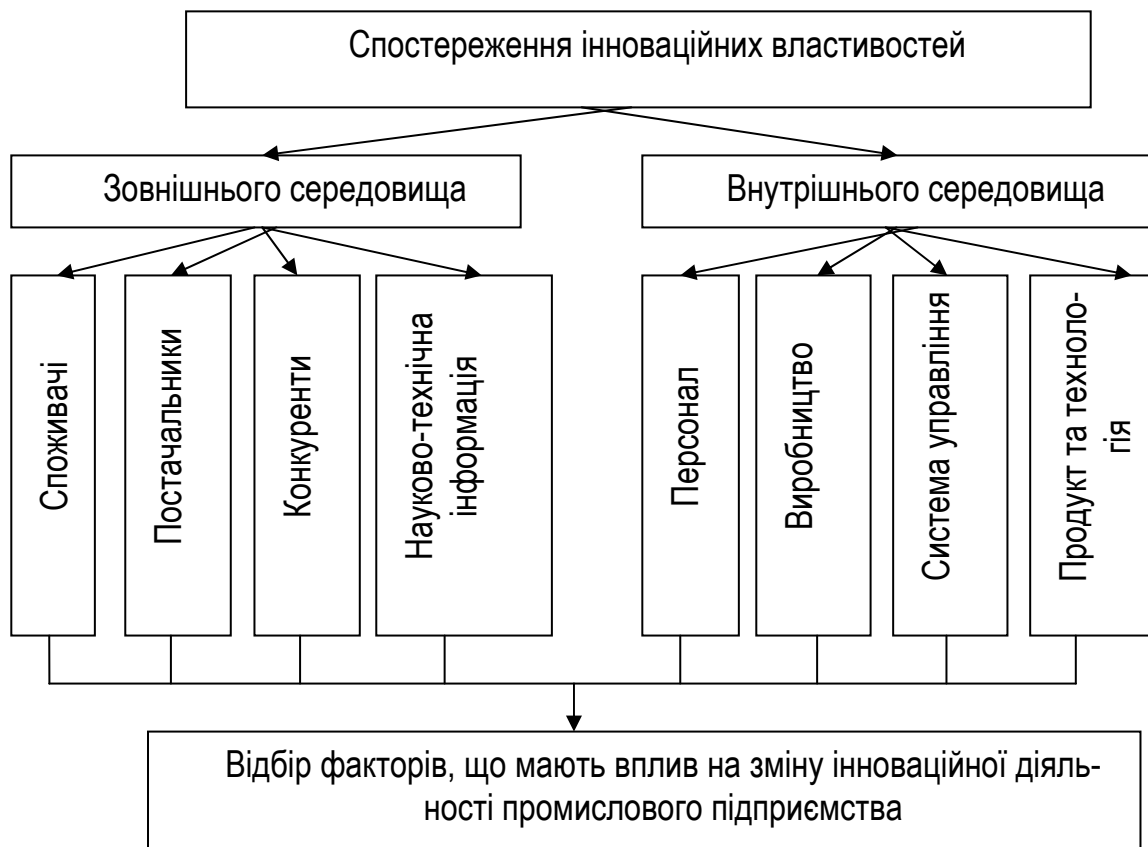 Спостереження інноваційних властивостей
Зовнішнього середовища
Внутрішнього середовища
Споживачі
Постачальники
Конкуренти
Науково-технічна
інформація
Персонал
Виробництво
Система управління
Продукт та техноло-
гія
Відбір факторів, що мають вплив на зміну інноваційної діяль-
ності промислового підприємства